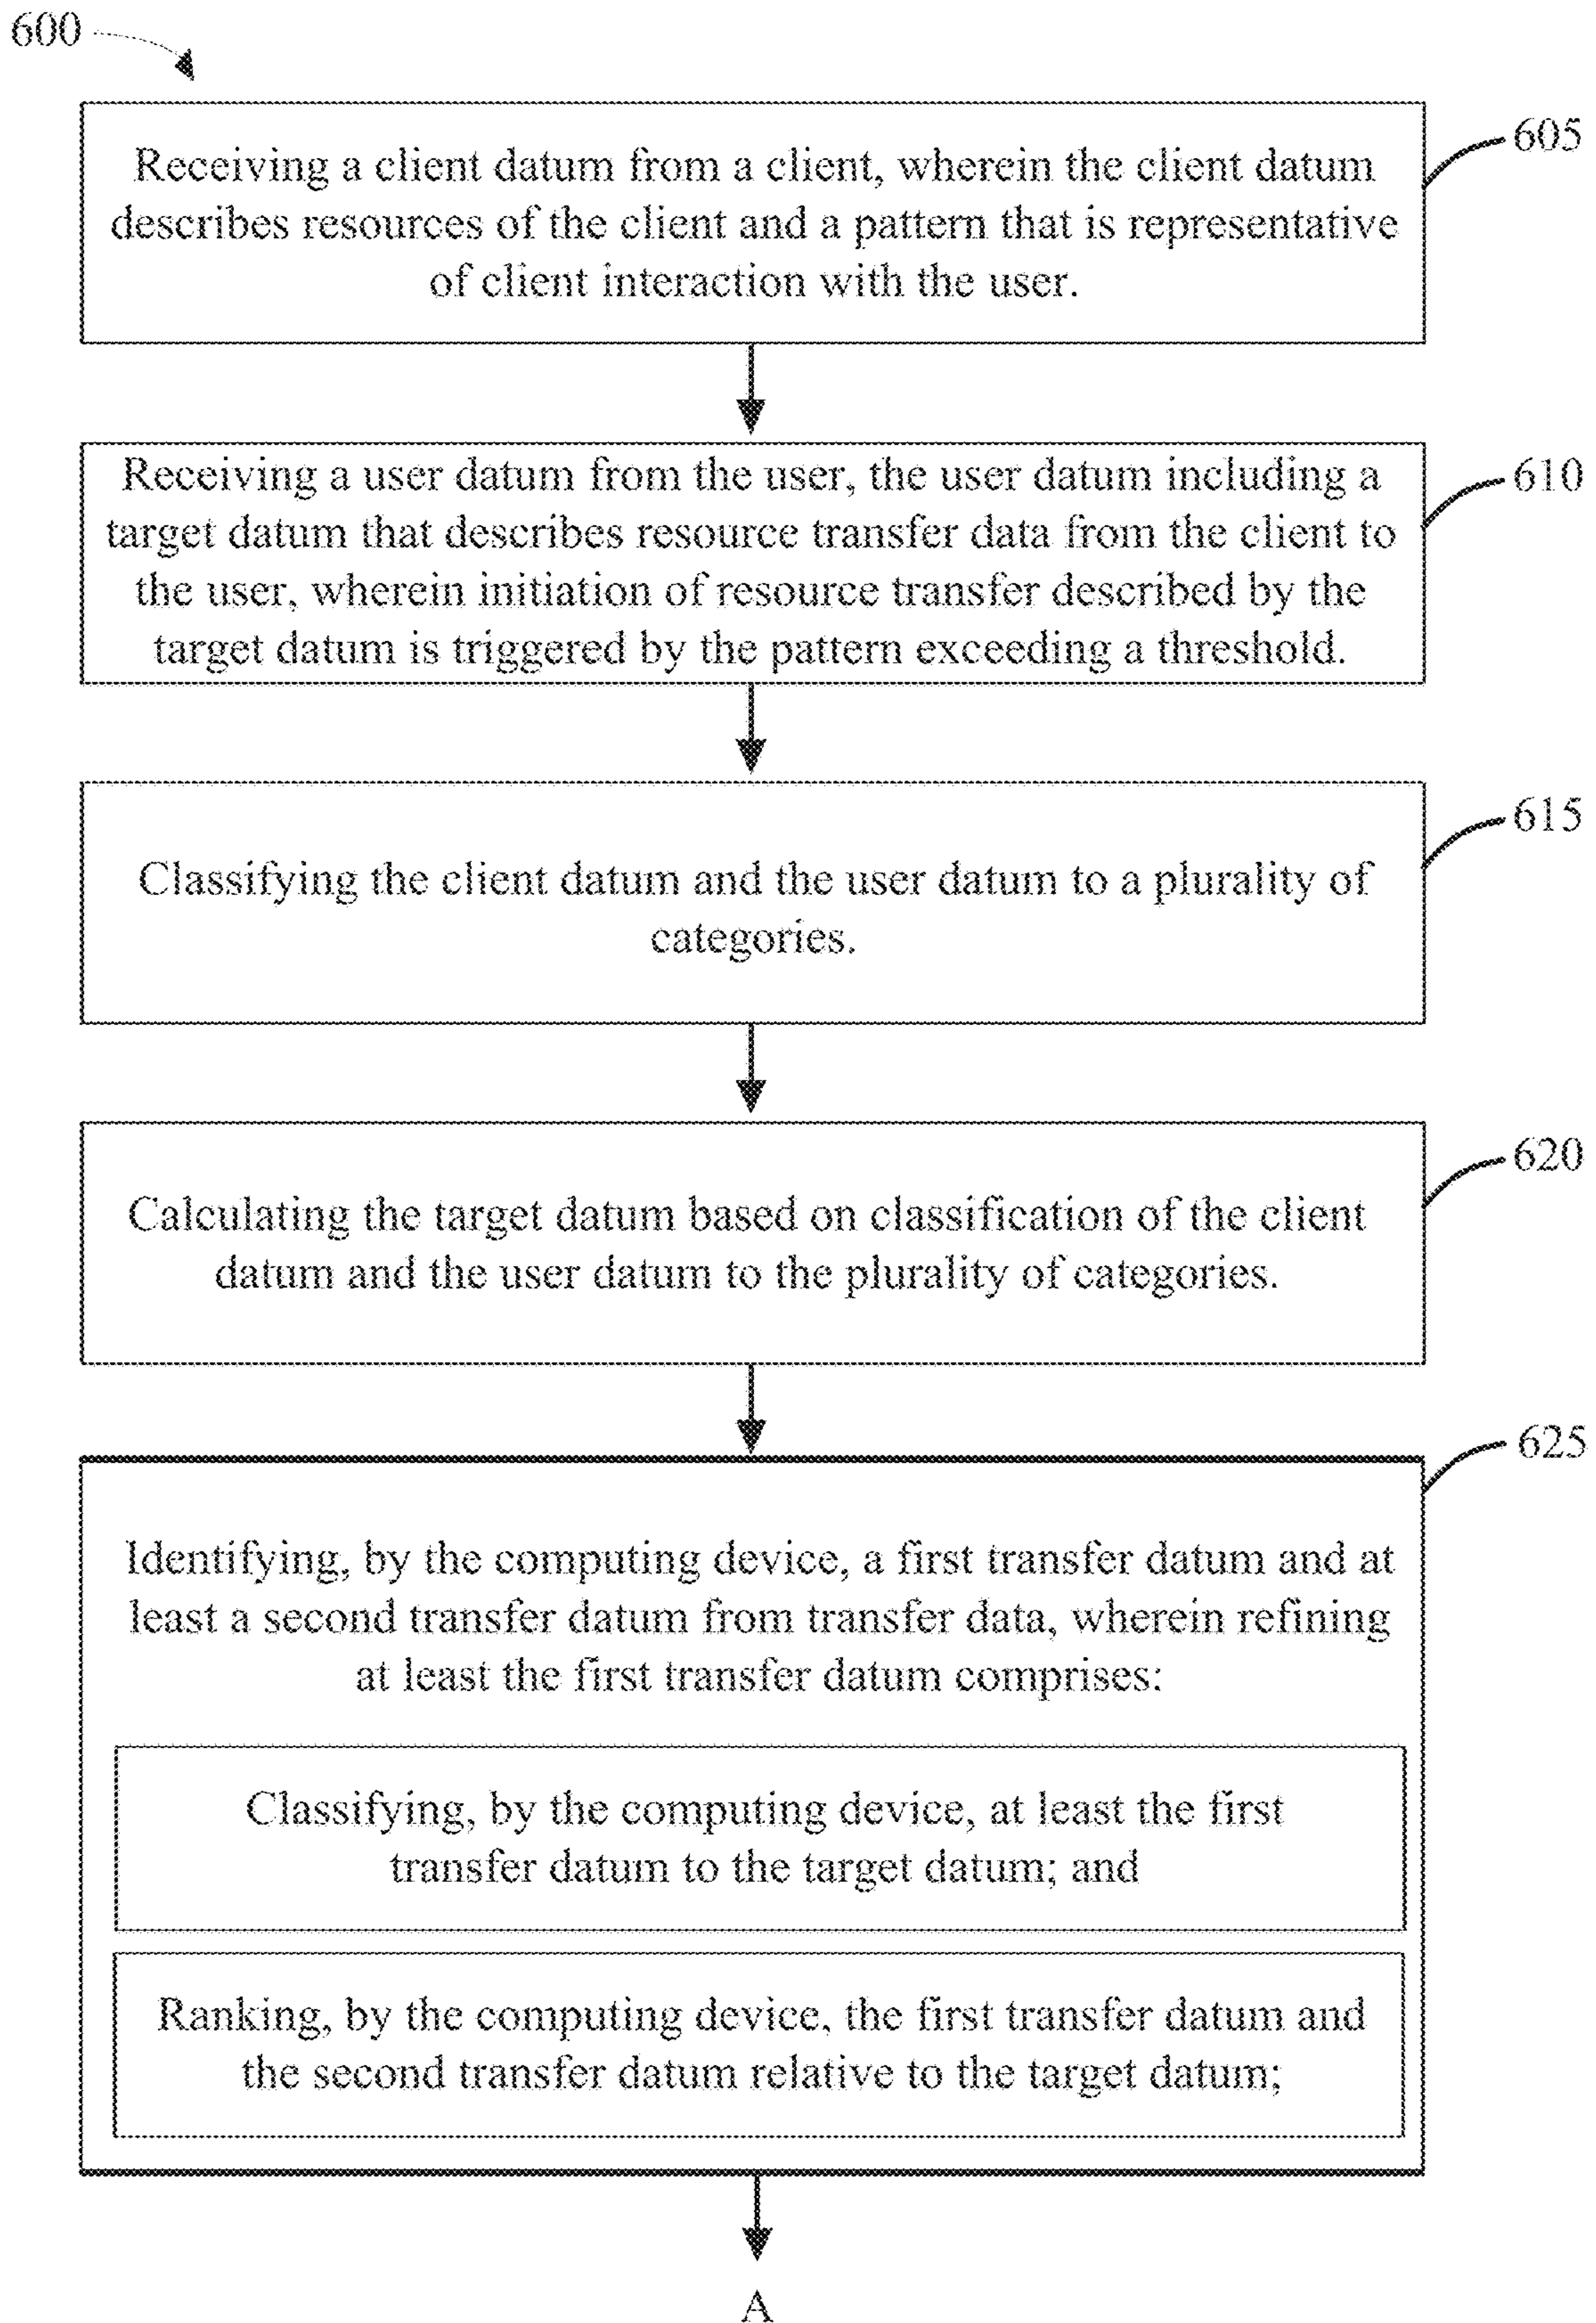 600
605
Receiving a client datum from a client, wherein the client datum
describes resources of the client and a pattern that is representative
of client interaction with the user.
610
Receiving a user datum from the user, the user datum including a
target datum that describes resource transfer data from the client to
the user, wherein initiation of resource transfer described by the
target datum is triggered by the pattern exceeding a threshold.
615
Classifying the client datum and the user datum to a plurality of
categories.
620
Calculating the target datum based on classification of the client
datum and the user datum to the plurality of categories.
625
Identifying, by the computing device, a first transfer datum and at
least a second transfer datum from transfer data, wherein refining
at least the first transfer datum comprises:
Classifying, by the computing device, at least the first
transfer datum to the target datum; and
Ranking, by the computing device, the first transfer datum and
the second transfer datum relative to the target datum;
A